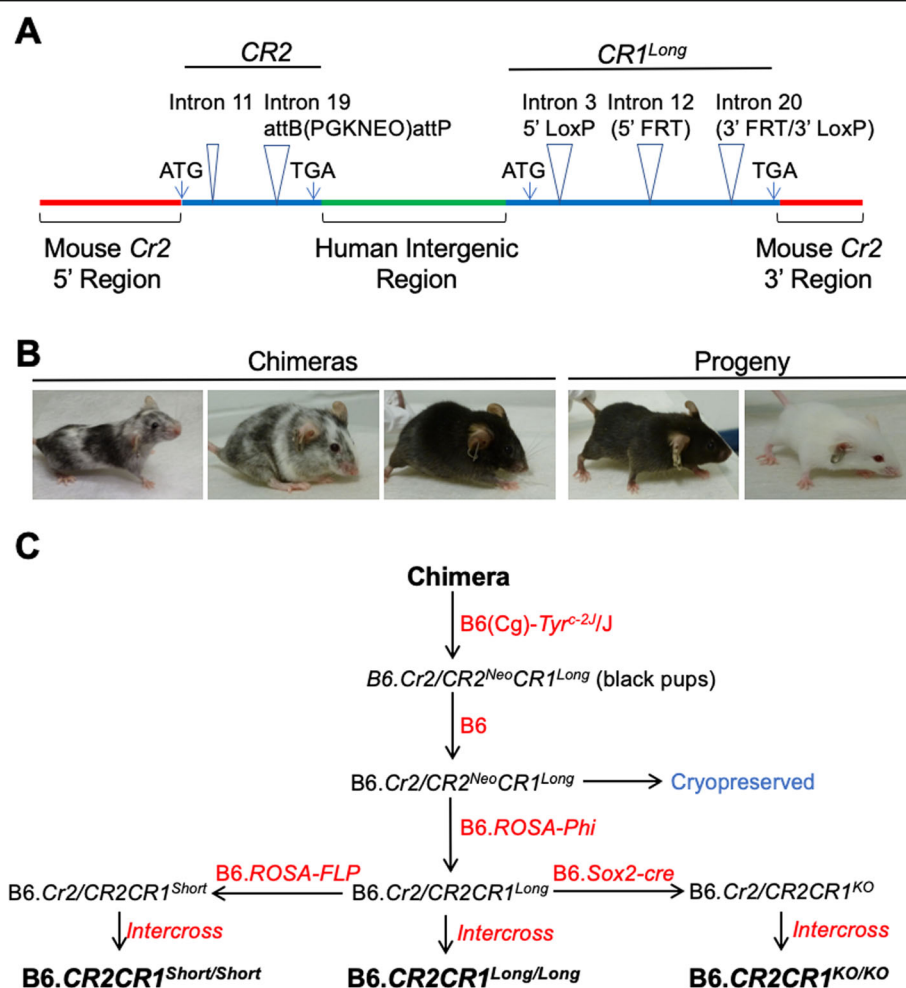 A
CR2
CR1Long
Intron 11
Intron 19
attB(PGKNEO)attP
Intron 3
5' LoxP
Intron 12
(5' FRT)
Intron 20
(3' FRT/3' LoxP)
ATG
TGA
ATG
TGA
Mouse Cr2
5' Region
Human Intergenic
Region
Mouse Cr2
3' Region
B
Chimeras
Progeny
C
Chimera
B6(Cg)-Tyrc-2J/J
B6.Cr2/CR2NeoCR1Long (black pups)
B6
B6.Cr2/CR2NeoCR1Long
Cryopreserved
B6.ROSA-Phi
B6.ROSA-FLP
B6.Sox2-cre
B6.Cr2/CR2CR1Short
B6.Cr2/CR2CR1Long
B6.Cr2/CR2CR1KO
Intercross
Intercross
Intercross
B6.CR2CR1Short/Short
B6.CR2CR1Long/Long
B6.CR2CR1KO/KO